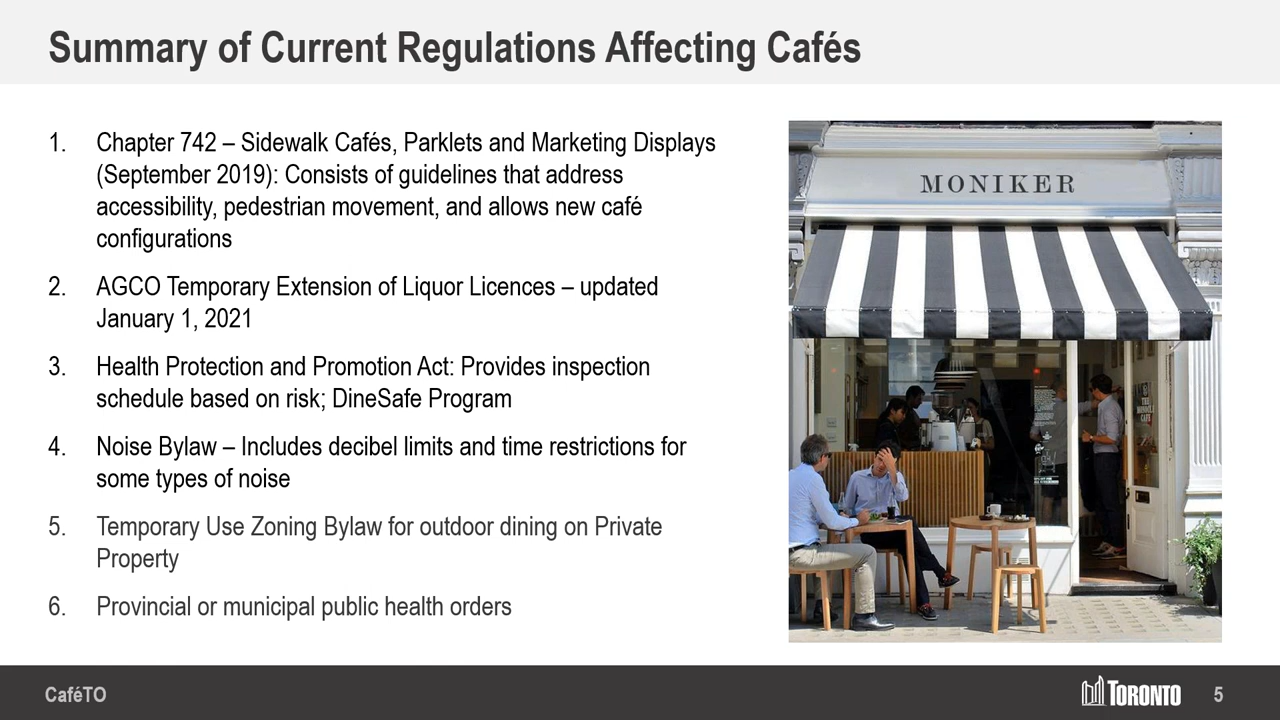 Summary of Current Regulations Affecting Cafés
1. Chapter 742 – Sidewalk Cafés, Parklets and Marketing Displays
(September 2019): Consists of guidelines that address
accessibility, pedestrian movement, and allows new café
configurations
2. AGCO Temporary Extension of Liquor Licences – updated
January 1, 2021
3. Health Protection and Promotion Act: Provides inspection
schedule based on risk; DineSafe Program
4. Noise Bylaw – Includes decibel limits and time restrictions for
some types of noise
5. Temporary Use Zoning Bylaw for outdoor dining on Private
Property
6. Provincial or municipal public health orders
MONIKER
CaféTO
TORONTO
5